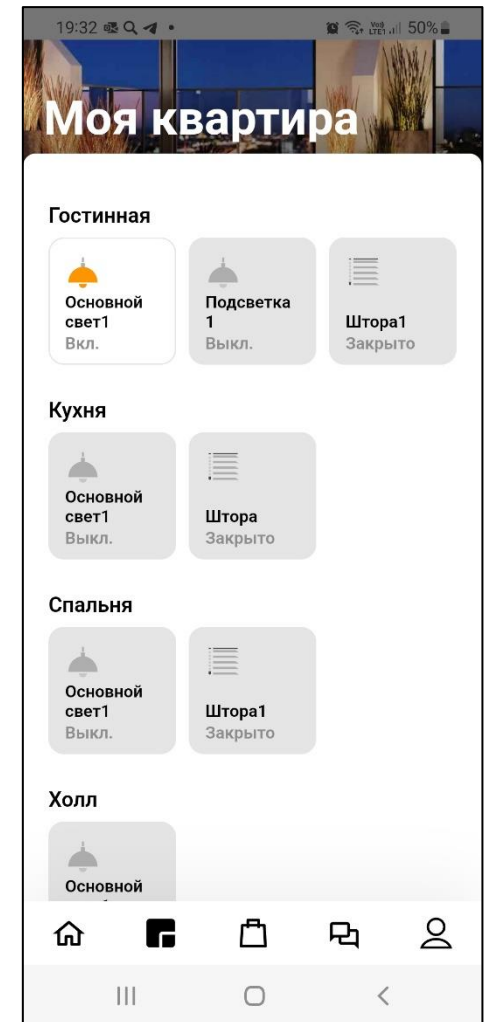 19:32 50%
Моя квартира
Гостинная
Основной
свет1
Вкл.
Подсветка
1
Выкл.
Штора1
Закрыто
Кухня
Основной
свет1
Выкл.
Штора
Закрыто
Спальня
Основной
свет1
Выкл.
Штора1
Закрыто
Холл
Основной